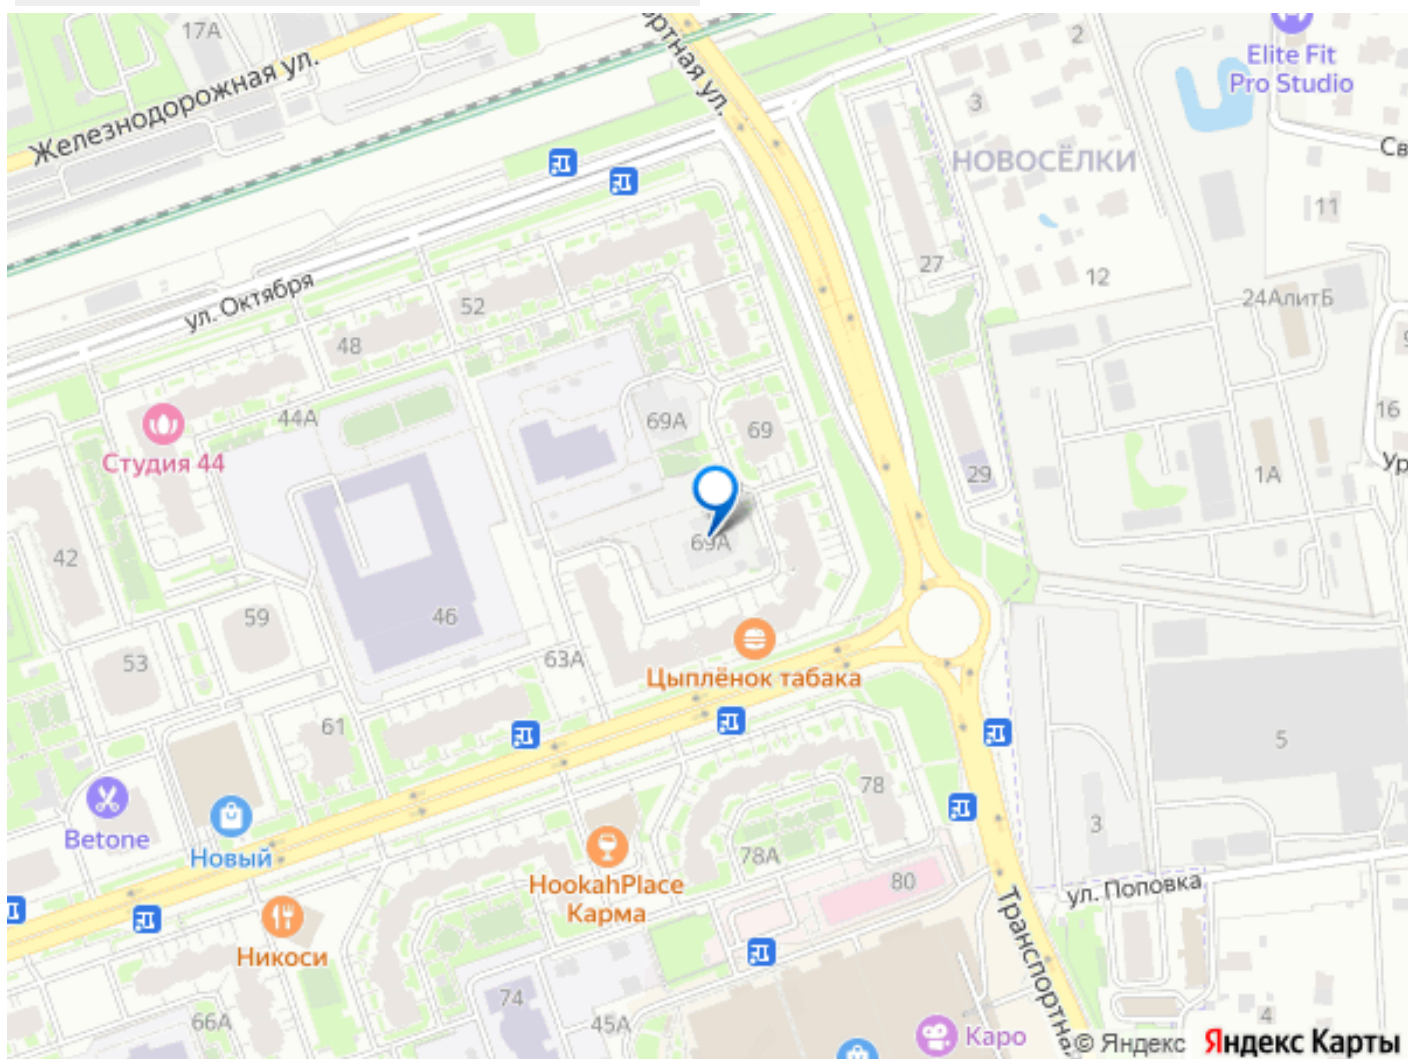 17А
Железнодорожная ул.
ортная ул.
2
Elite Fit
Pro Studio
3
НОВОСЁЛКИ
Св
11
27
12
24АлитБ
ул. Октября
52
48
9
44А
69А
69
16
Студия 44
29
1А
Ур
42
69А
59
46
53
63А
Цыплёнок табака
61
5
78
3
Betone
Новый
78А
80
HookahPlace
Карма
ул. Поповка
Никоси
Транспортна
74
66А
45А
Каро
4
© Яндекс Яндекс Карты